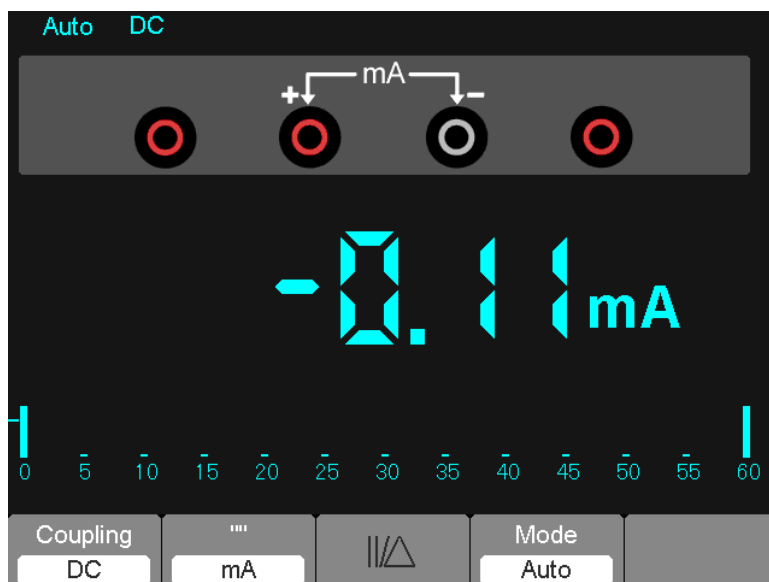 Auto DC
mA
+ -
-0.11 mA
0 5 10 15 20 25 30 35 40 45 50 55 60
Coupling "" ||/△ Mode
DC mA Auto